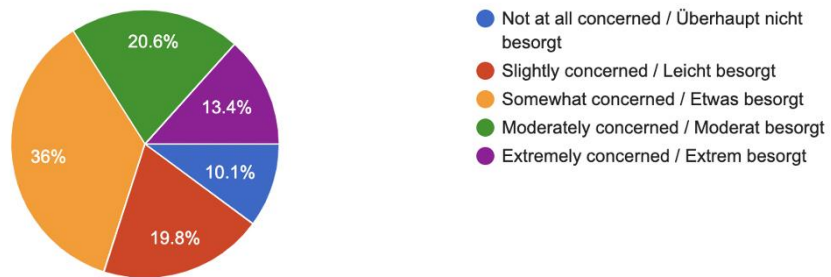 20.6%
13.4%
36%
10.1%
19.8%
Not at all concerned / Überhaupt nicht
besorgt
Slightly concerned / Leicht besorgt
Somewhat concerned / Etwas besorgt
Moderately concerned / Moderat besorgt
Extremely concerned / Extrem besorgt